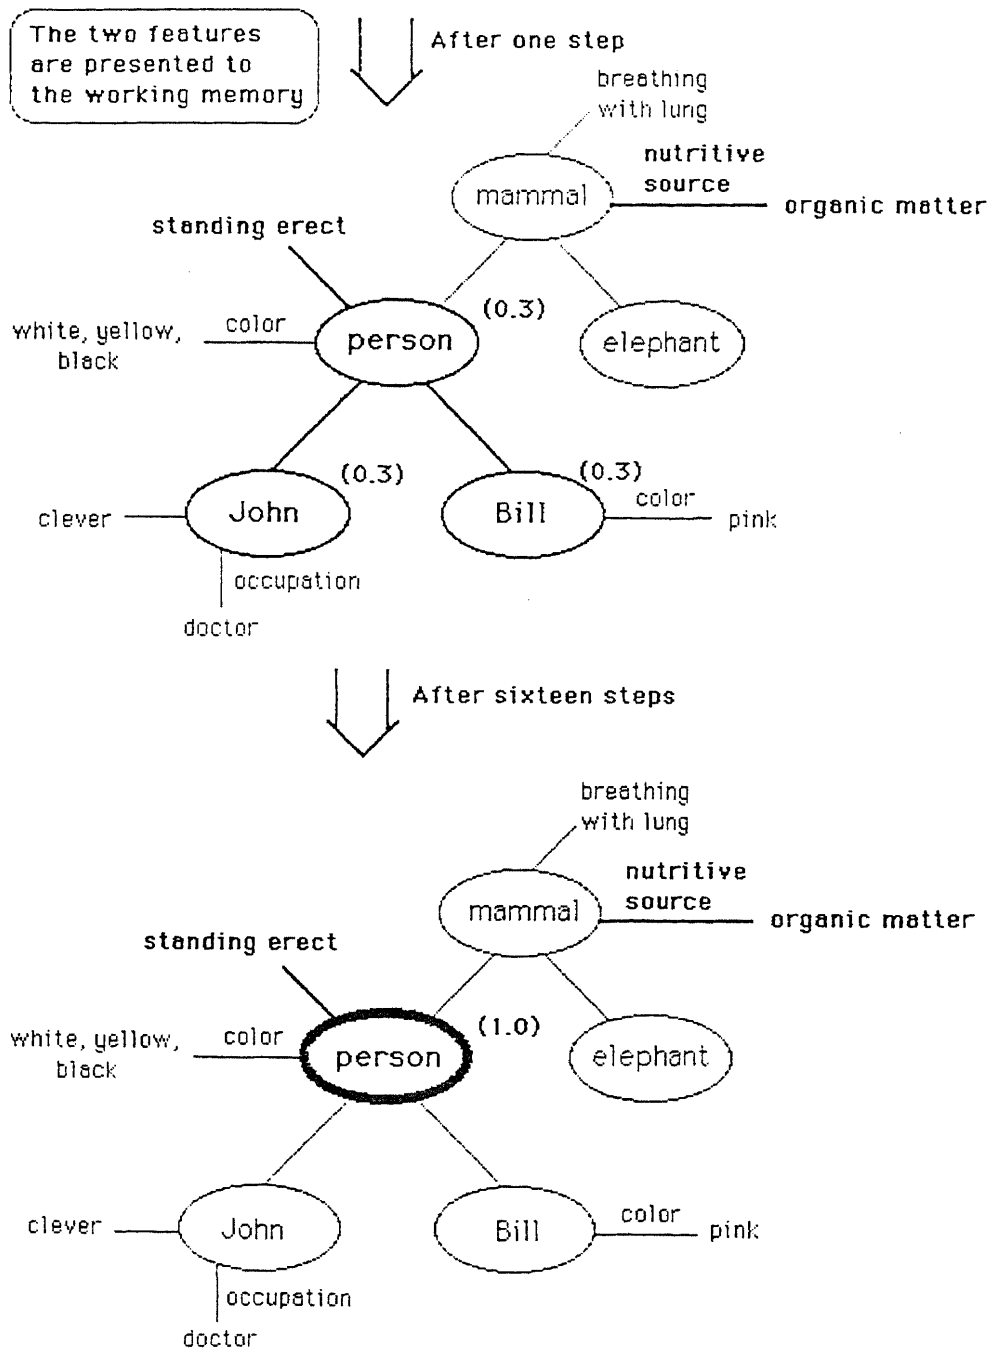 The two features
are presented to
the working memory
After one step
breathing
with lung
nutritive
source
mammal
organic matter
standing erect
(0.3)
white, yellow,
black
color
person
elephant
(0.3)
(0.3)
clever
John
Bill
color
pink
occupation
doctor
After sixteen steps
breathing
with lung
nutritive
source
mammal
organic matter
standing erect
(1.0)
white, yellow,
black
color
person
elephant
clever
John
Bill
color
pink
occupation
doctor